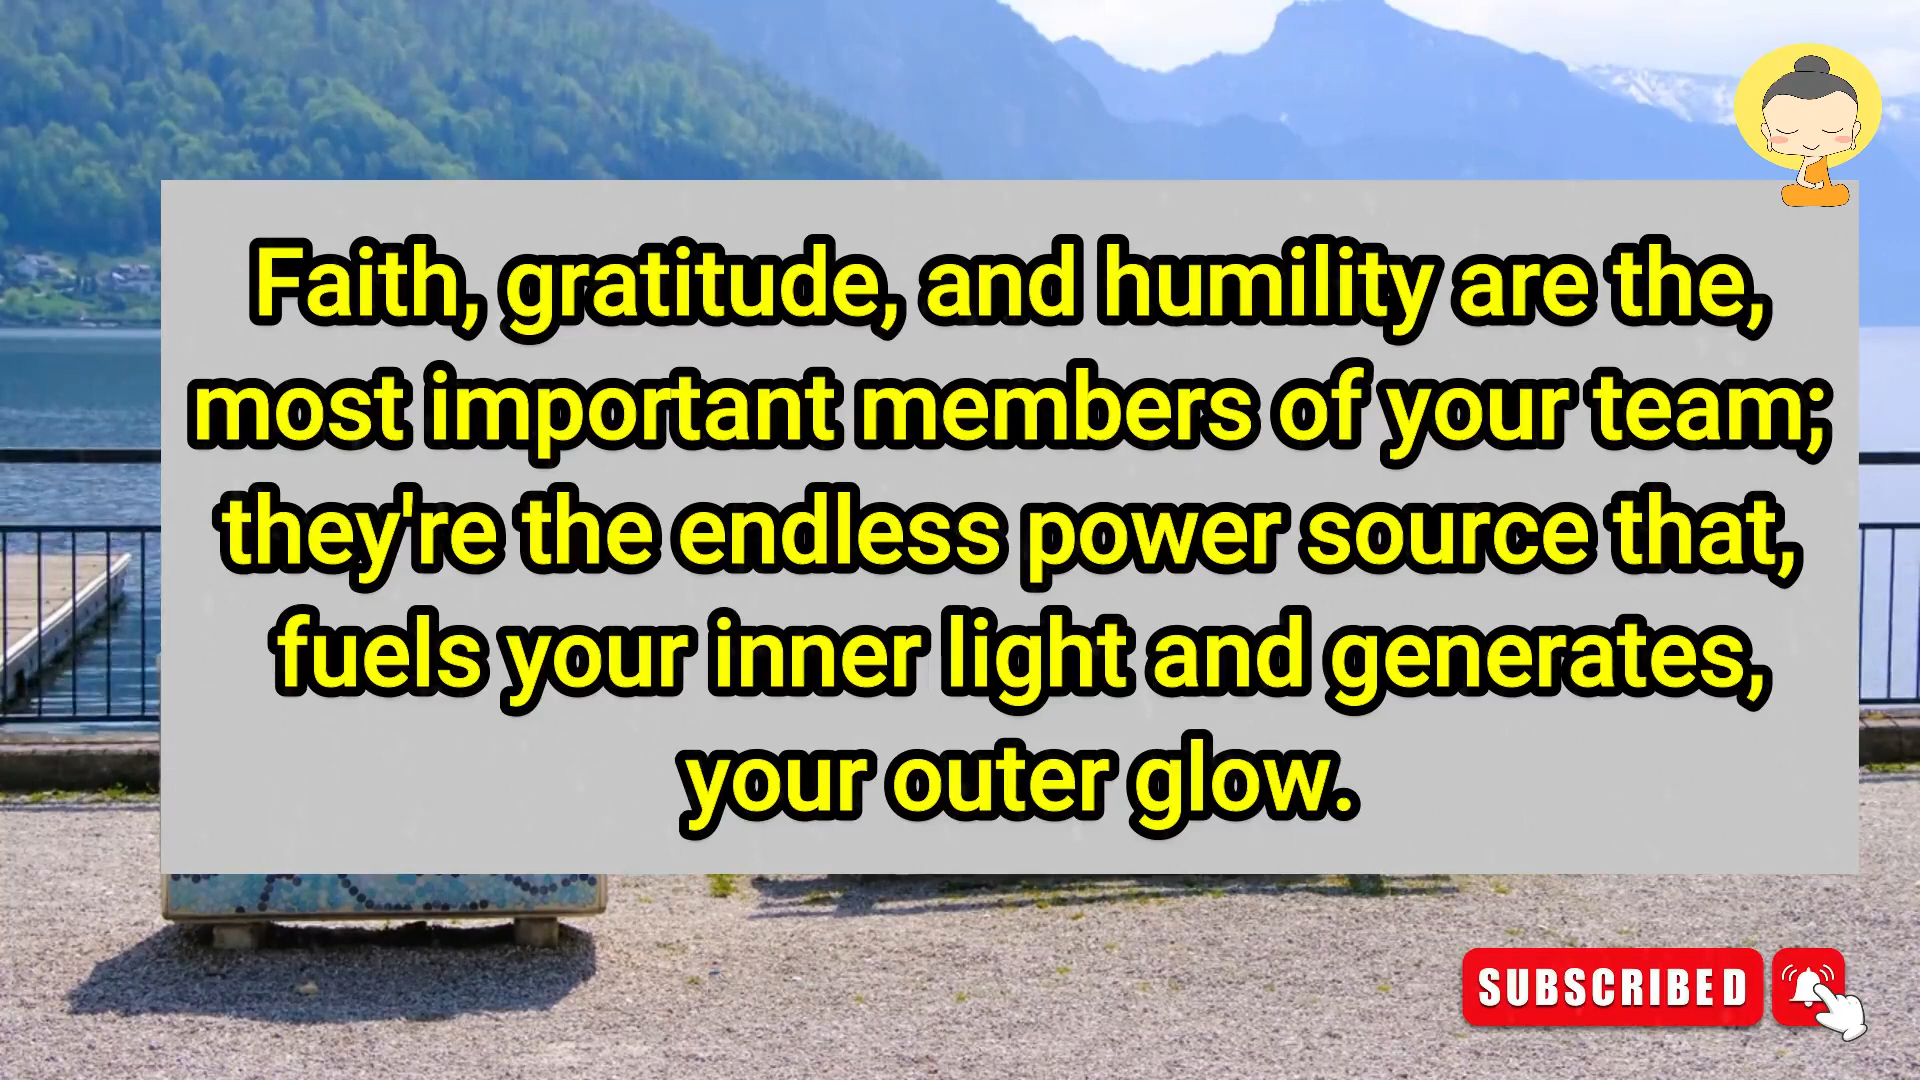 Faith, gratitude, and humility are the,
most important members of your team;
they're the endless power source that,
fuels your inner light and generates,
your outer glow.
SUBSCRIBED